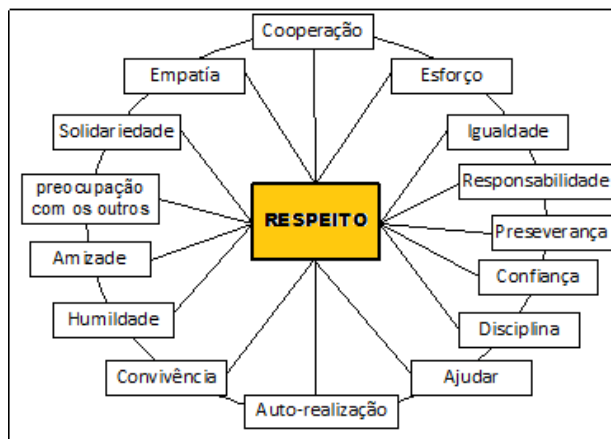 Cooperação
Empatía
Esforço
Solidariedade
Igualdade
preocupação
com os outros
Responsabilidade
RESPEITO
Preseverança
Amizade
Confiança
Humildade
Disciplina
Convivência
Ajudar
Auto-realização